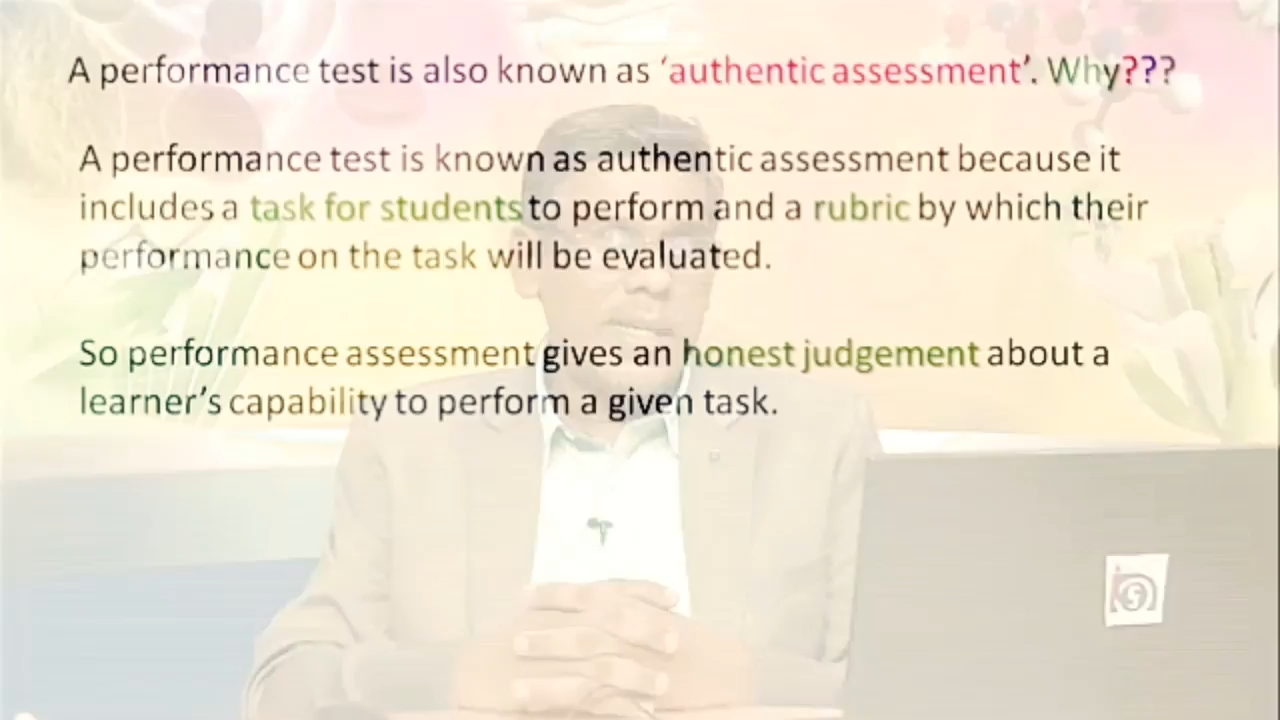 A performance test is also known as ‘authentic assessment’. Why???
A performance test is known as authentic assessment because it
includes a task for students to perform and a rubric by which their
performance on the task will be evaluated.
So performance assessment gives an honest judgement about a
learner’s capability to perform a given task.